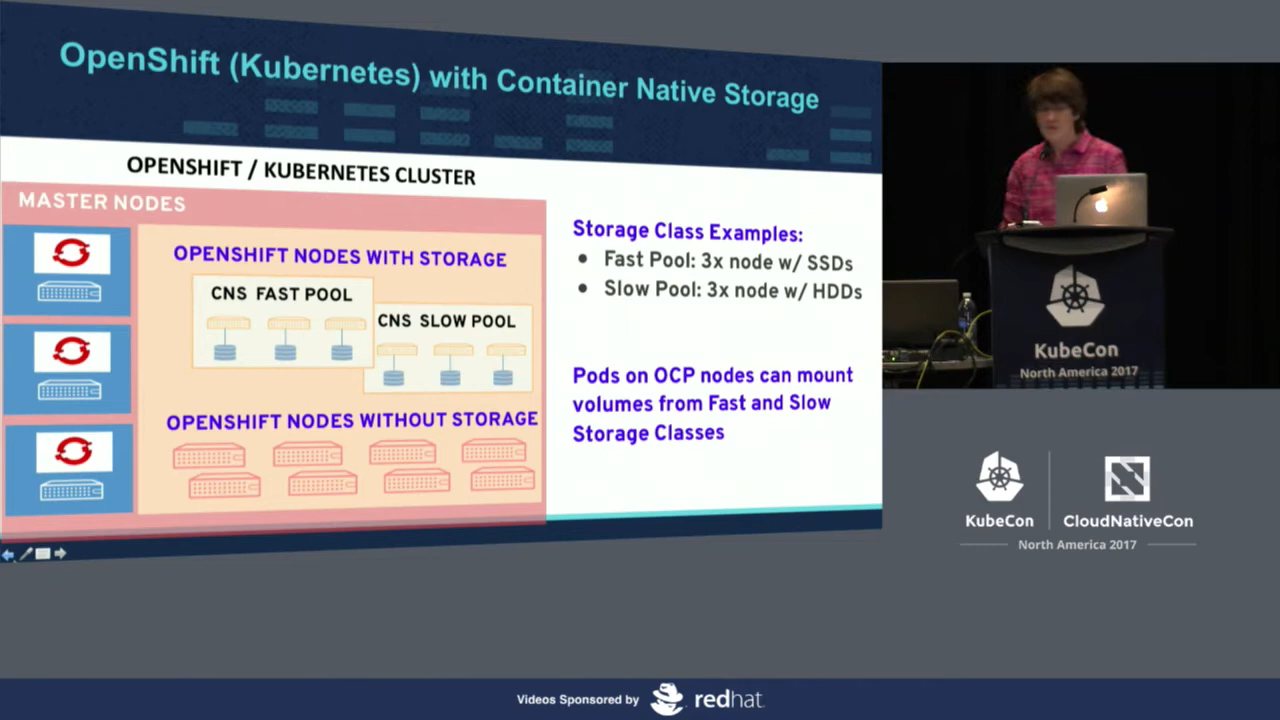 OpenShift (Kubernetes) with Container Native Storage
OPENSHIFT / KUBERNETES CLUSTER
MASTER NODES
OPENSHIFT NODES WITH STORAGE
CNS FAST POOL
CNS SLOW POOL
OPENSHIFT NODES WITHOUT STORAGE
Storage Class Examples:
• Fast Pool: 3x node w/ SSDs
• Slow Pool: 3x node w/ HDDs
Pods on OCP nodes can mount
volumes from Fast and Slow
Storage Classes
KubeCon
North America 2017
KubeCon
CloudNativeCon
North America 2017
Videos Sponsored by
redhat